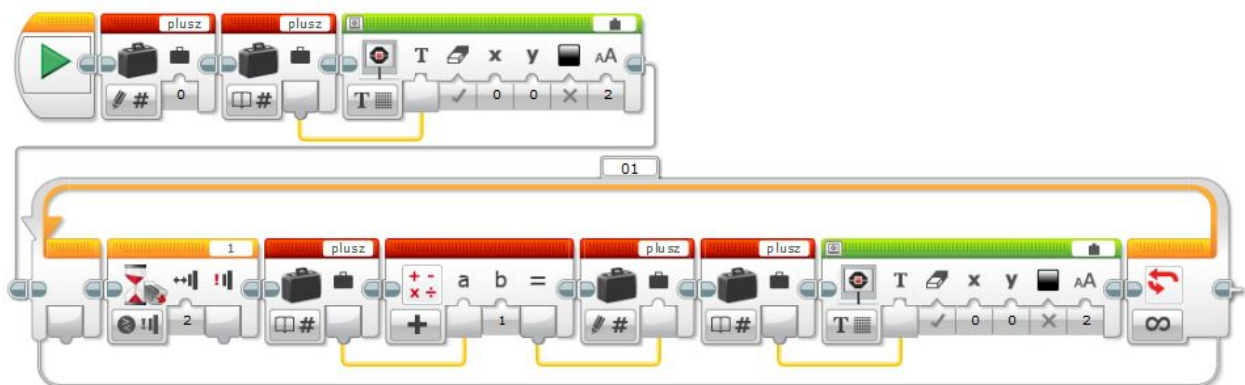 plusz plusz
T x y AA
# 0 # T 0 0 2
01
1 plusz plusz plusz
a b = T x y AA
2 # 1 # # T 0 0 2 ∞